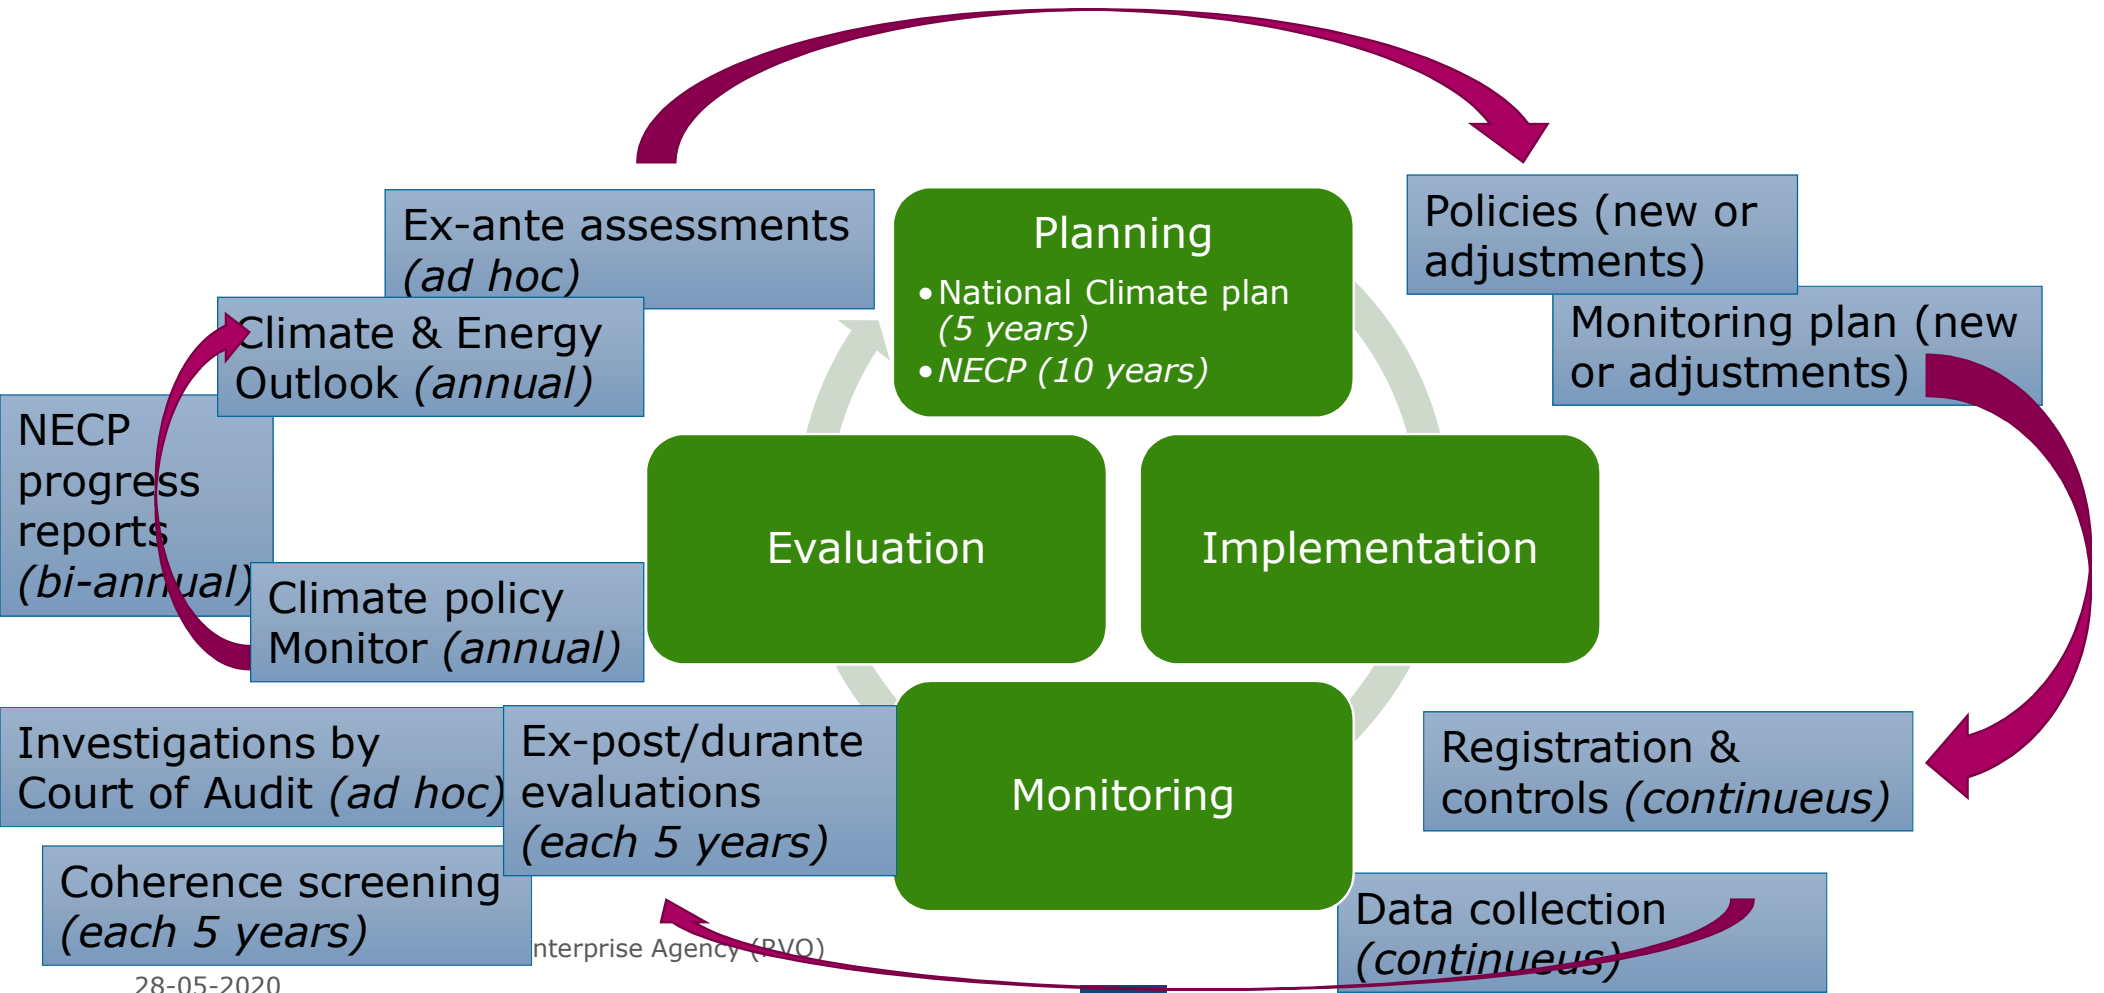 Ex-ante assessments
(ad hoc)
Planning
•National Climate plan
(5 years)
•NECP (10 years)
Policies (new or
adjustments)
Monitoring plan (new
or adjustments)
Climate & Energy
Outlook (annual)
NECP
progress
reports
(bi-annual)
Climate policy
Monitor (annual)
Evaluation
Implementation
Investigations by
Court of Audit (ad hoc)
Ex-post/durante
evaluations
(each 5 years)
Monitoring
Registration &
controls (continueus)
Coherence screening
(each 5 years)
Data collection
(continueus)
nterprise Agency (RVO)
28-05-2020